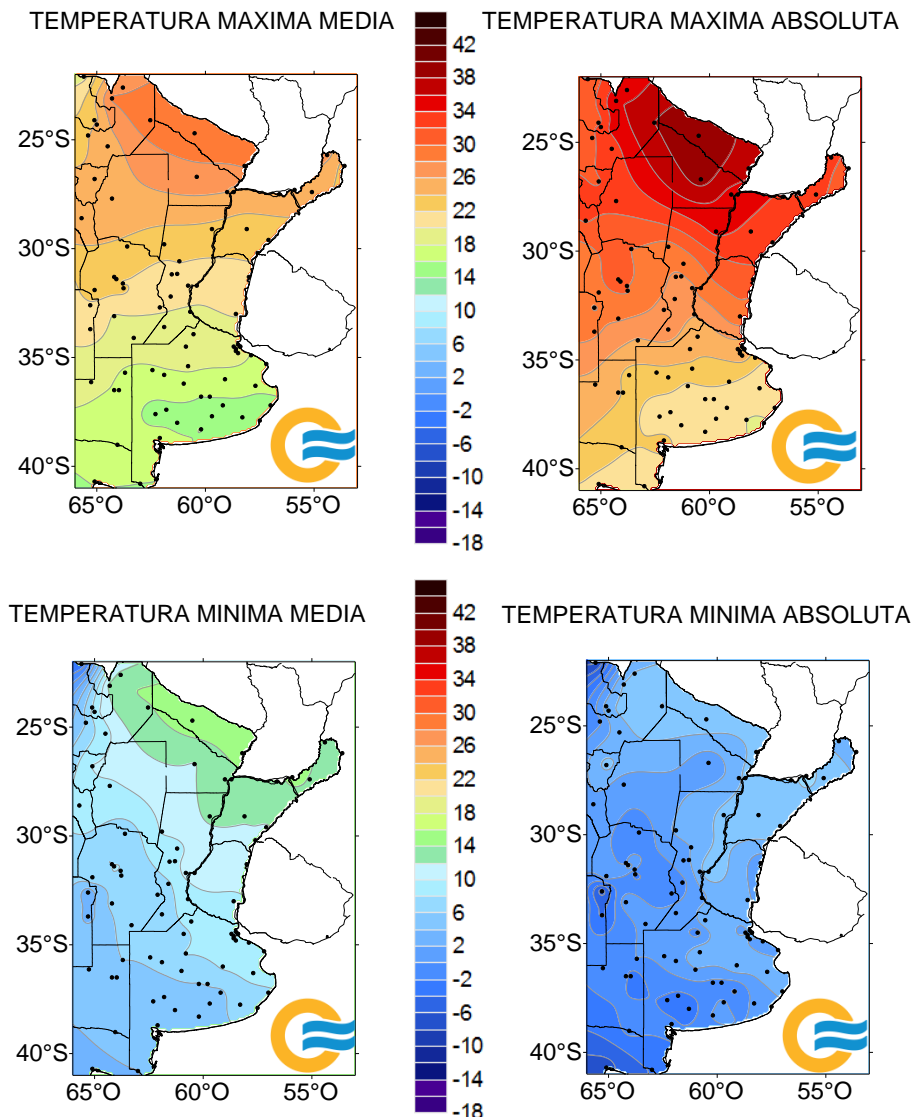 TEMPERATURA MAXIMA MEDIA
TEMPERATURA MAXIMA ABSOLUTA
42
38
34
30
26
22
18
14
10
6
2
-2
-6
-10
-14
-18
25°S
30°S
35°S
40°S
65°O 60°O 55°O
25°S
30°S
35°S
40°S
65°O 60°O 55°O
TEMPERATURA MINIMA MEDIA
TEMPERATURA MINIMA ABSOLUTA
42
38
34
30
26
22
18
14
10
6
2
-2
-6
-10
-14
-18
25°S
30°S
35°S
40°S
65°O 60°O 55°O
25°S
30°S
35°S
40°S
65°O 60°O 55°O